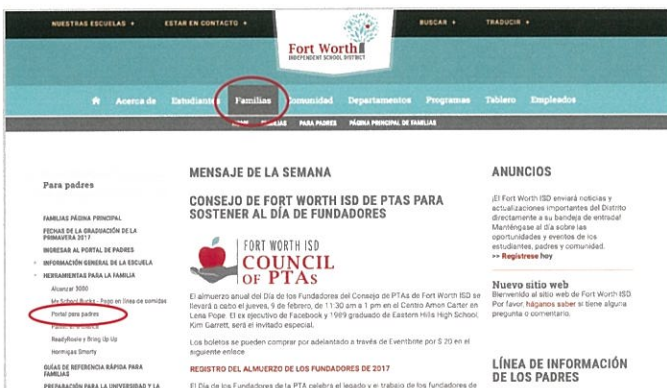 NUESTRAS ESCUELAS +
ESTAR EN CONTACTO +
BUSCAR +
TRADUCIR +
Fort Worth
INDEPENDENT SCHOOL DISTRICT
Acerca de
Estudiantes
Familias
Comunidad
Departamentos
Programas
Tablero
Empleados
HOME
FAMILIAS
PARA PADRES
PÁGINA PRINCIPAL DE FAMILIAS
Para padres
FAMILIAS PÁGINA PRINCIPAL
FECHAS DE LA GRADUACIÓN DE LA
PRIMAVERA 2017
INGRESAR AL PORTAL DE PADRES
INFORMACIÓN GENERAL DE LA ESCUELA
HERRAMIENTAS PARA LA FAMILIA
Alcanzar 3000
My School Bucks - Pago en línea de comidas
Portal para padres
ReadyRosie y Bring Up Up
Hormigas Smarty
GUÍAS DE REFERENCIA RÁPIDA PARA
FAMILIAS
PREPARACIÓN PARA LA UNIVERSIDAD Y LA
MENSAJE DE LA SEMANA
CONSEJO DE FORT WORTH ISD DE PTAS PARA
SOSTENER AL DÍA DE FUNDADORES
FORT WORTH ISD
COUNCIL
OF PTAs
El almuerzo anual del Día de los Fundadores del Consejo de PTAs de Fort Worth ISD se
llevará a cabo el jueves, 9 de febrero, de 11:30 am a 1 pm en el Centro Amon Carter en
Lena Pope. El ex ejecutivo de Facebook y 1989 graduado de Eastern Hills High School,
Kim Garrett, será el invitado especial.
Los boletos se pueden comprar por adelantado a través de Eventbrite por $ 20 en el
siguiente enlace
REGISTRO DEL ALMUERZO DE LOS FUNDADORES DE 2017
El Día de los Fundadores de la PTA celebra el legado y el trabajo de los fundadores de
ANUNCIOS
¡El Fort Worth ISD enviará noticias y
actualizaciones importantes del Distrito
directamente a su bandeja de entrada!
Manténgase al día sobre las
oportunidades y eventos de los
estudiantes, padres y comunidad.
>> Regístrese hoy
Nuevo sitio web
Bienvenido al sitio web de Fort Worth ISD.
Por favor, háganos saber si tiene alguna
pregunta o comentario.
LÍNEA DE INFORMACIÓN
DE LOS PADRES